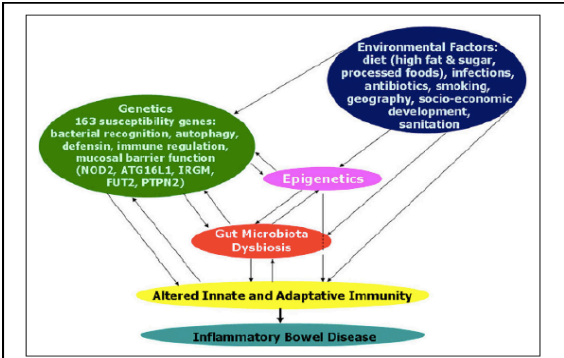 Environmental Factors:
diet (high fat & sugar,
processed foods), infections,
antibiotics, smoking,
geography, socio-economic
development,
sanitation
Genetics
163 susceptibility genes:
bacterial recognition, autophagy,
defensin, immune regulation,
mucosal barrier function
(NOD2, ATG16L1, IRGM,
FUT2, PTPN2)
Epigenetics
Gut Microbiota
Dysbiosis
Altered Innate and Adaptative Immunity
Inflammatory Bowel Disease